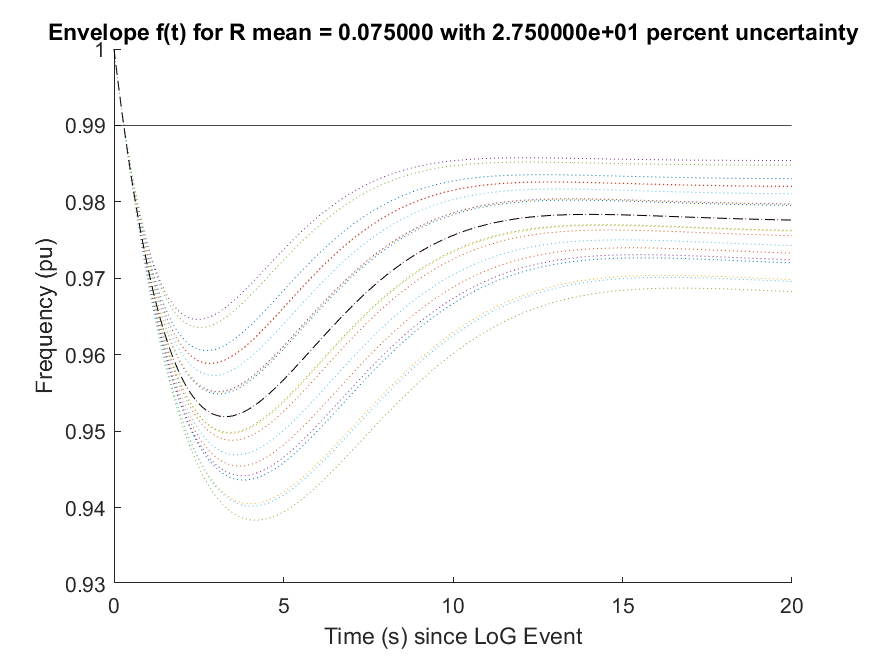 Envelope f(t) for R mean = 0.075000 with 2.750000e+01 percent uncertainty
1
0.99
0.98
0.97
0.96
0.95
0.94
0.93
Frequency (pu)
0 5 10 15 20
Time (s) since LoG Event